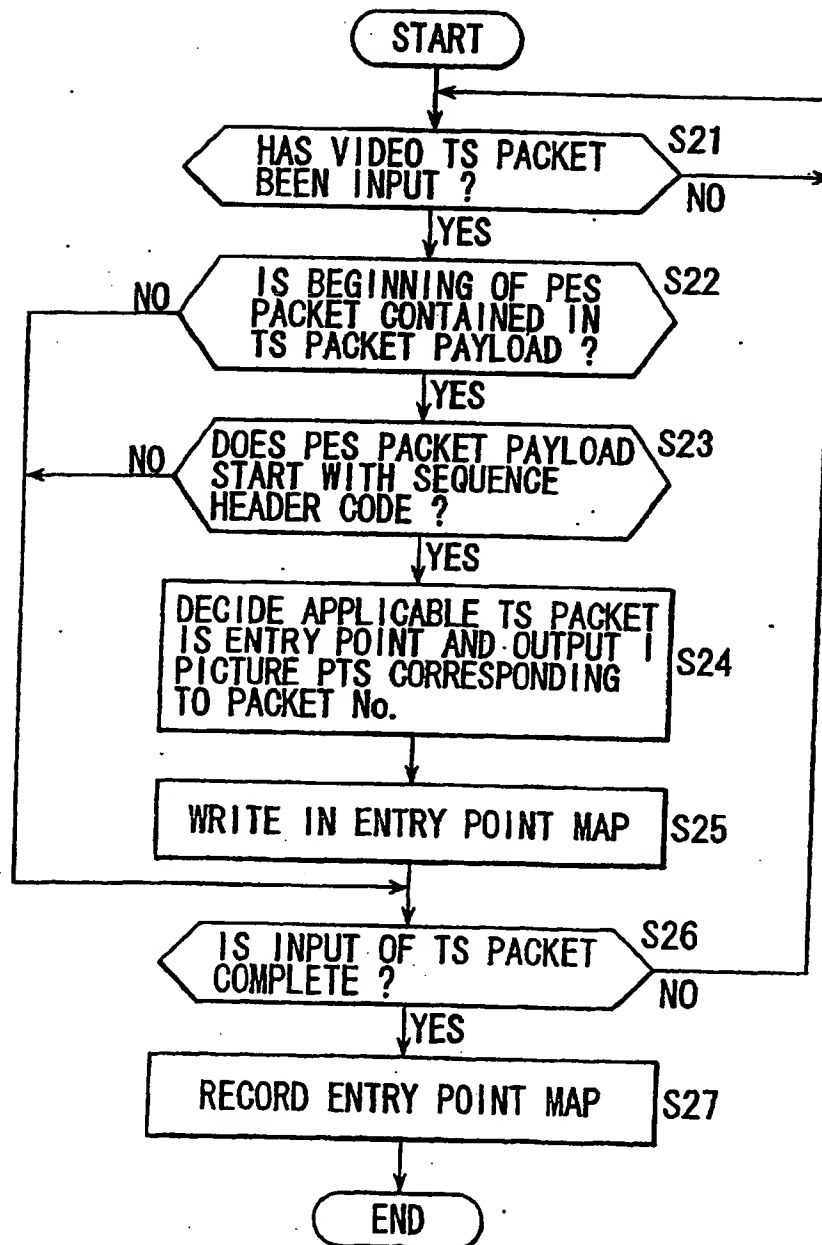 START
HAS VIDEO TS PACKET
BEEN INPUT ?
S21
NO
YES
IS BEGINNING OF PES
PACKET CONTAINED IN
TS PACKET PAYLOAD ?
S22
NO
YES
DOES PES PACKET PAYLOAD
START WITH SEQUENCE
HEADER CODE ?
S23
NO
YES
DECIDE APPLICABLE TS PACKET
IS ENTRY POINT AND OUTPUT I
PICTURE PTS CORRESPONDING
TO PACKET No.
S24
WRITE IN ENTRY POINT MAP
S25
IS INPUT OF TS PACKET
COMPLETE ?
S26
NO
YES
RECORD ENTRY POINT MAP
S27
END